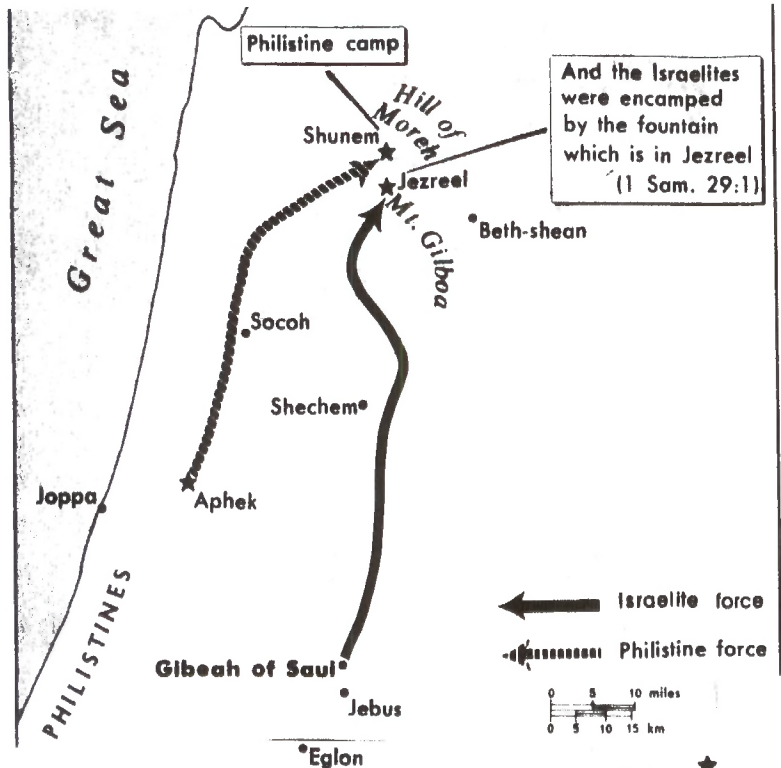 Philistine camp
Great Sea
Hill of
Moreh
And the Israelites
were encamped
by the fountain
which is in Jezreel
(1 Sam. 29:1)
Shunem
Jezreel
Mt. Gilboa
Beth-shean
Socoh
Shechem
Joppa
Aphek
PHILISTINES
Israelite force
Philistine force
Gibeah of Saul
Jebus
0 5 10 miles
0 5 10 15 km
Eglon